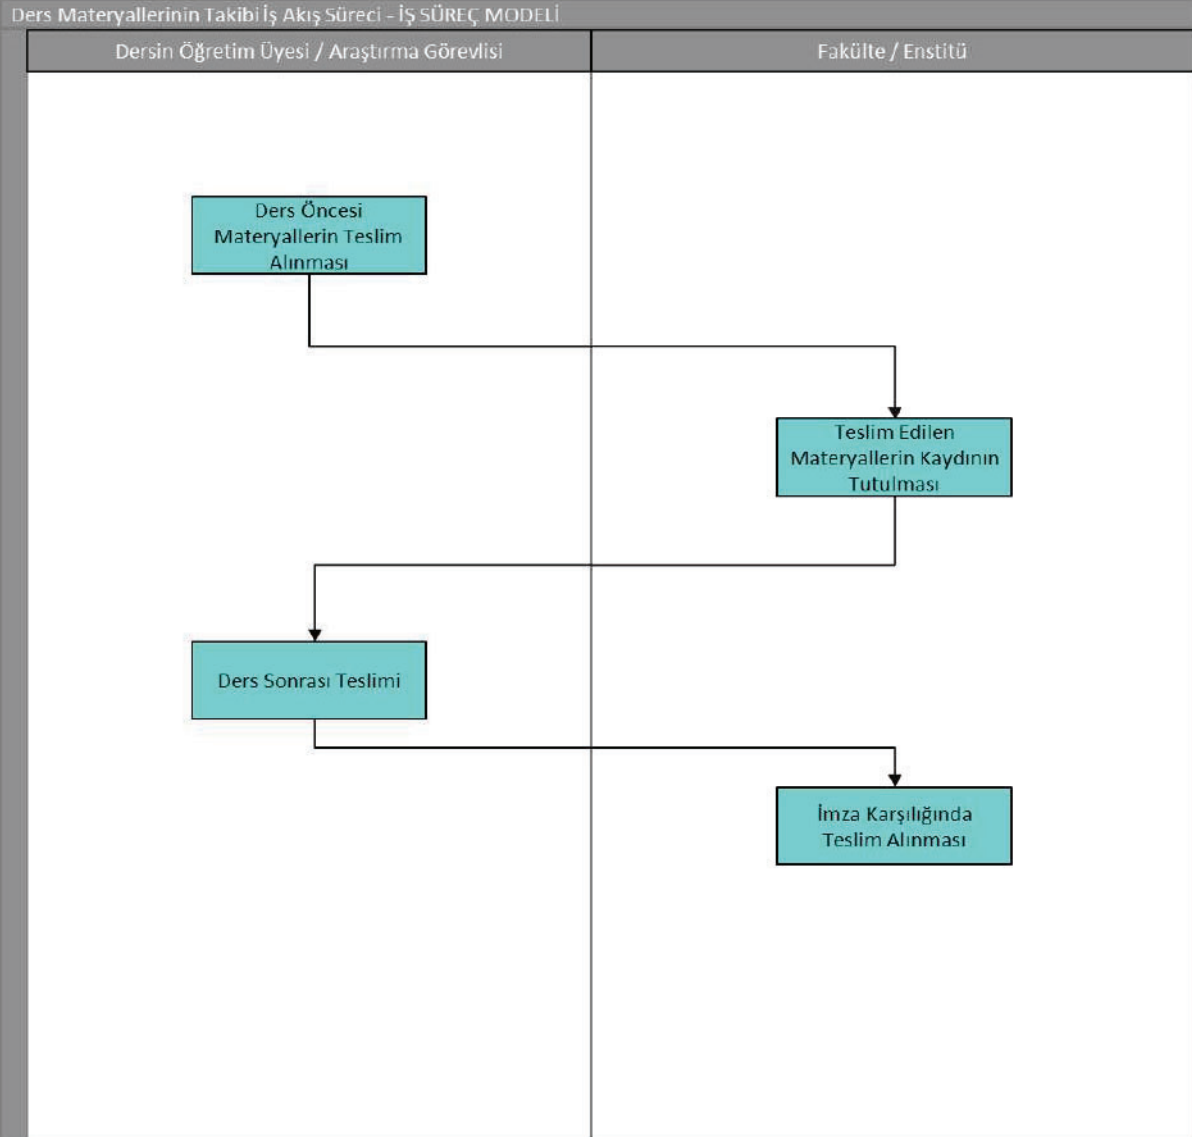 Ders Materyallerinin Takibi İş Akış Süreci - İŞ SÜREÇ MODELİ
Dersin Öğretim Üyesi / Araştırma Görevlisi
Fakülte / Enstitü
Ders Öncesi
Materyallerin Teslim
Alınması
Teslim Edilen
Materyallerin Kaydının
Tutulması
Ders Sonrası Teslimi
İmza Karşılığında
Teslim Alınması